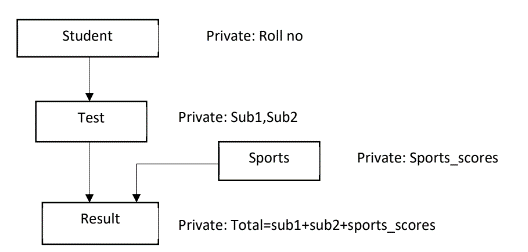 Student
Private: Roll no
Test
Private: Sub1,Sub2
Sports
Private: Sports_scores
Result
Private: Total=sub1+sub2+sports_scores